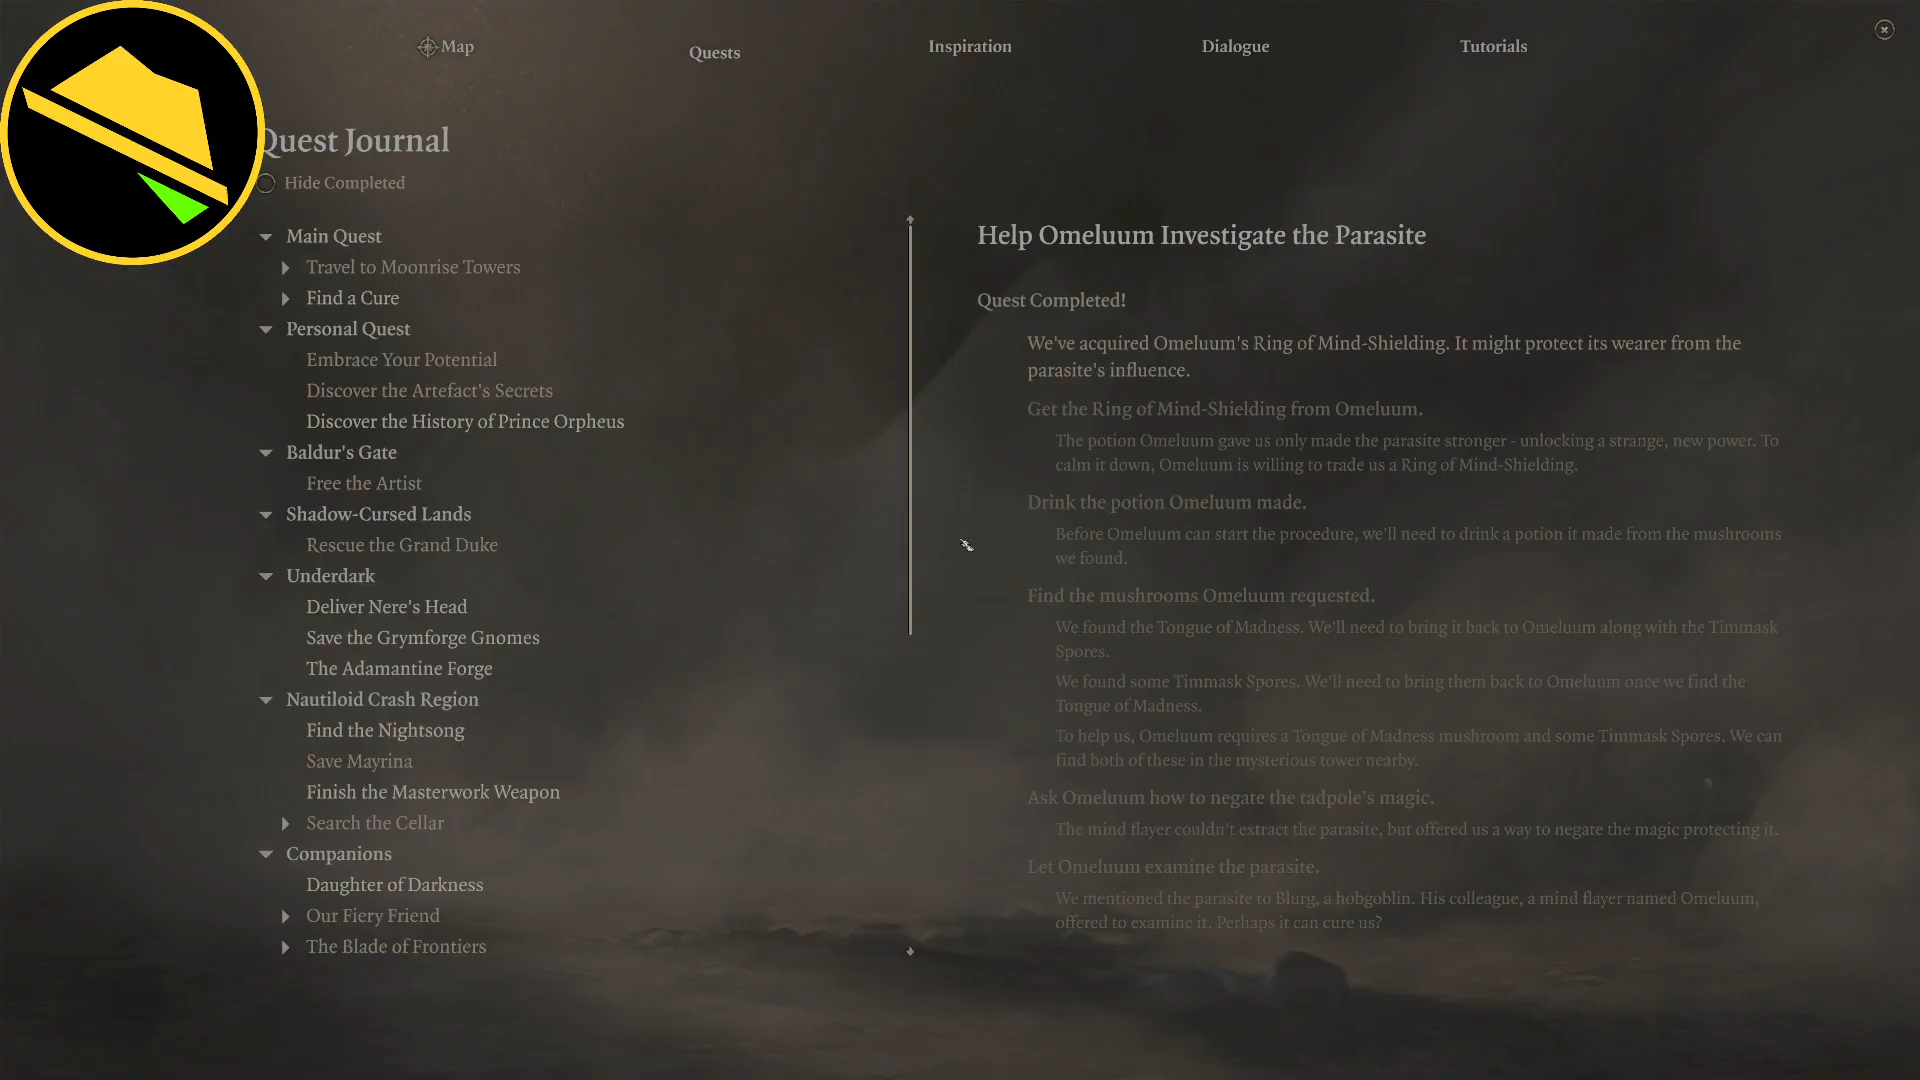 Map
Quests
Inspiration
Dialogue
Tutorials
Quest Journal
Hide Completed
Main Quest
Travel to Moonrise Towers
Find a Cure
Personal Quest
Embrace Your Potential
Discover the Artefact's Secrets
Discover the History of Prince Orpheus
Baldur's Gate
Free the Artist
Shadow-Cursed Lands
Rescue the Grand Duke
Underdark
Deliver Nere's Head
Save the Grymforge Gnomes
The Adamantine Forge
Nautiloid Crash Region
Find the Nightsong
Save Mayrina
Finish the Masterwork Weapon
Search the Cellar
Companions
Daughter of Darkness
Our Fiery Friend
The Blade of Frontiers
Help Omeluum Investigate the Parasite
Quest Completed!
We've acquired Omeluum's Ring of Mind-Shielding. It might protect its wearer from the
parasite's influence.
Get the Ring of Mind-Shielding from Omeluum.
The potion Omeluum gave us only made the parasite stronger - unlocking a strange, new power. To
calm it down, Omeluum is willing to trade us a Ring of Mind-Shielding.
Drink the potion Omeluum made.
Before Omeluum can start the procedure, we'll need to drink a potion it made from the mushrooms
we found.
Find the mushrooms Omeluum requested.
We found the Tongue of Madness. We'll need to bring it back to Omeluum along with the Timmask
Spores.
We found some Timmask Spores. We'll need to bring them back to Omeluum once we find the
Tongue of Madness.
To help us, Omeluum requires a Tongue of Madness mushroom and some Timmask Spores. We can
find both of these in the mysterious tower nearby.
Ask Omeluum how to negate the tadpole's magic.
The mind flayer couldn't extract the parasite, but offered us a way to negate the magic protecting it.
Let Omeluum examine the parasite.
We mentioned the parasite to Blurg, a hobgoblin. His colleague, a mind flayer named Omeluum,
offered to examine it. Perhaps it can cure us?